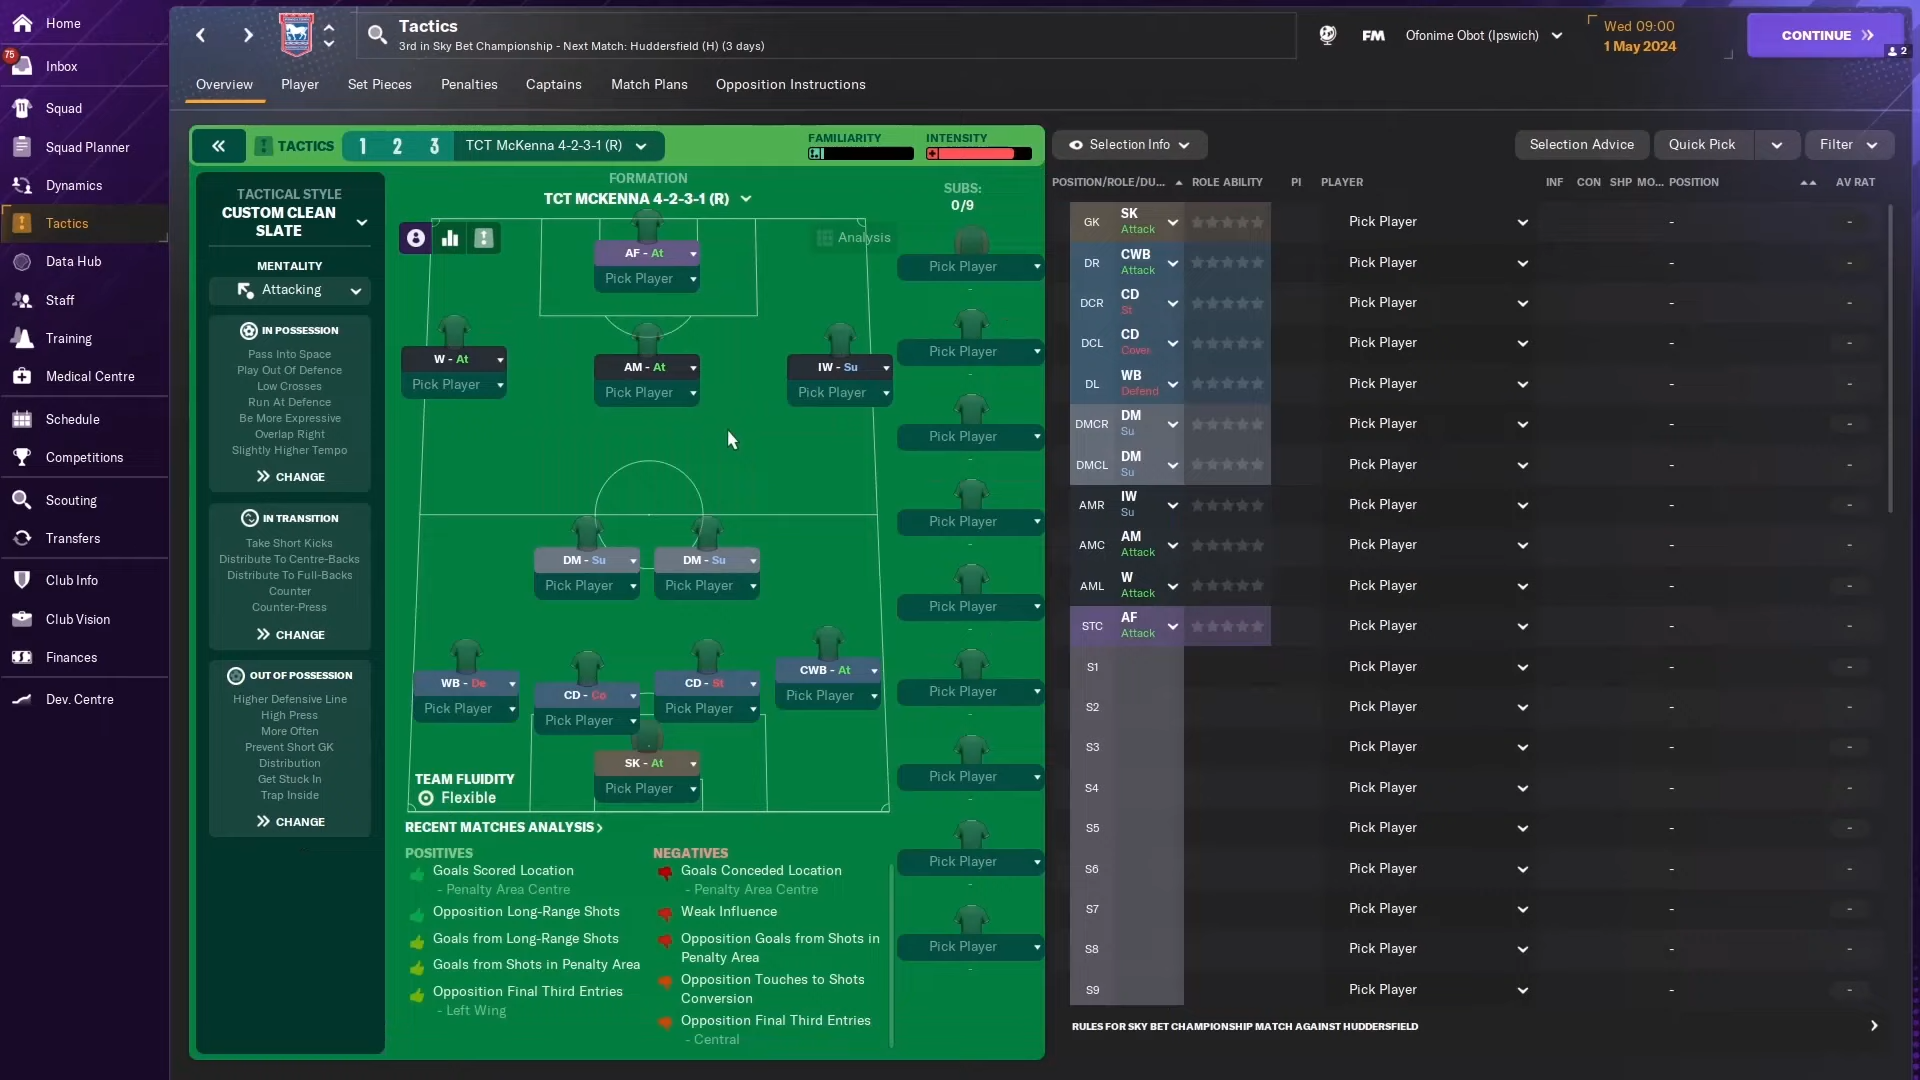 Home
75
Inbox
Squad
Squad Planner
Dynamics
Tactics
Data Hub
Staff
Training
Medical Centre
Schedule
Competitions
Scouting
Transfers
Club Info
Club Vision
Finances
Dev. Centre
Tactics
3rd in Sky Bet Championship - Next Match: Huddersfield (H) (3 days)
FM
Ofonime Obot (Ipswich)
Wed 09:00
1 May 2024
CONTINUE
2
Overview Player Set Pieces Penalties Captains Match Plans Opposition Instructions
TACTICS 1 2 3 TCT McKenna 4-2-3-1 (R)
FAMILIARITY INTENSITY
TACTICAL STYLE
CUSTOM CLEAN
SLATE
MENTALITY
Attacking
IN POSSESSION
Pass Into Space
Play Out Of Defence
Low Crosses
Run At Defence
Be More Expressive
Overlap Right
Slightly Higher Tempo
CHANGE
IN TRANSITION
Take Short Kicks
Distribute To Centre-Backs
Distribute To Full-Backs
Counter
Counter-Press
CHANGE
OUT OF POSSESSION
Higher Defensive Line
High Press
More Often
Prevent Short GK
Distribution
Get Stuck In
Trap Inside
CHANGE
FORMATION
TCT MCKENNA 4-2-3-1 (R)
Analysis
AF - At
Pick Player
W - At
Pick Player
AM - At
Pick Player
IW - Su
Pick Player
DM - Su
Pick Player
DM - Su
Pick Player
WB - De
Pick Player
CD - Co
Pick Player
CD - St
Pick Player
CWB - At
Pick Player
SK - At
Pick Player
TEAM FLUIDITY
Flexible
SUBS:
0/9
Pick Player
-
Pick Player
-
Pick Player
-
Pick Player
-
Pick Player
-
Pick Player
-
Pick Player
-
Pick Player
-
Pick Player
-
RECENT MATCHES ANALYSIS
POSITIVES
Goals Scored Location
- Penalty Area Centre
Opposition Long-Range Shots
Goals from Long-Range Shots
Goals from Shots in Penalty Area
Opposition Final Third Entries
- Left Wing
NEGATIVES
Goals Conceded Location
- Penalty Area Centre
Weak Influence
Opposition Goals from Shots in
Penalty Area
Opposition Touches to Shots
Conversion
Opposition Final Third Entries
- Central
Selection Info Selection Advice Quick Pick Filter
POSITION/ROLE/DU... ROLE ABILITY PI PLAYER INF CON SHP MO... POSITION AV RAT
GK SK Attack Pick Player - -
DR CWB Attack Pick Player - -
DCR CD St Pick Player - -
DCL CD Cover Pick Player - -
DL WB Defend Pick Player - -
DMCR DM Su Pick Player - -
DMCL DM Su Pick Player - -
AMR IW Su Pick Player - -
AMC AM Attack Pick Player - -
AML W Attack Pick Player - -
STC AF Attack Pick Player - -
S1 Pick Player - -
S2 Pick Player - -
S3 Pick Player - -
S4 Pick Player - -
S5 Pick Player - -
S6 Pick Player - -
S7 Pick Player - -
S8 Pick Player - -
S9 Pick Player - -
RULES FOR SKY BET CHAMPIONSHIP MATCH AGAINST HUDDERSFIELD